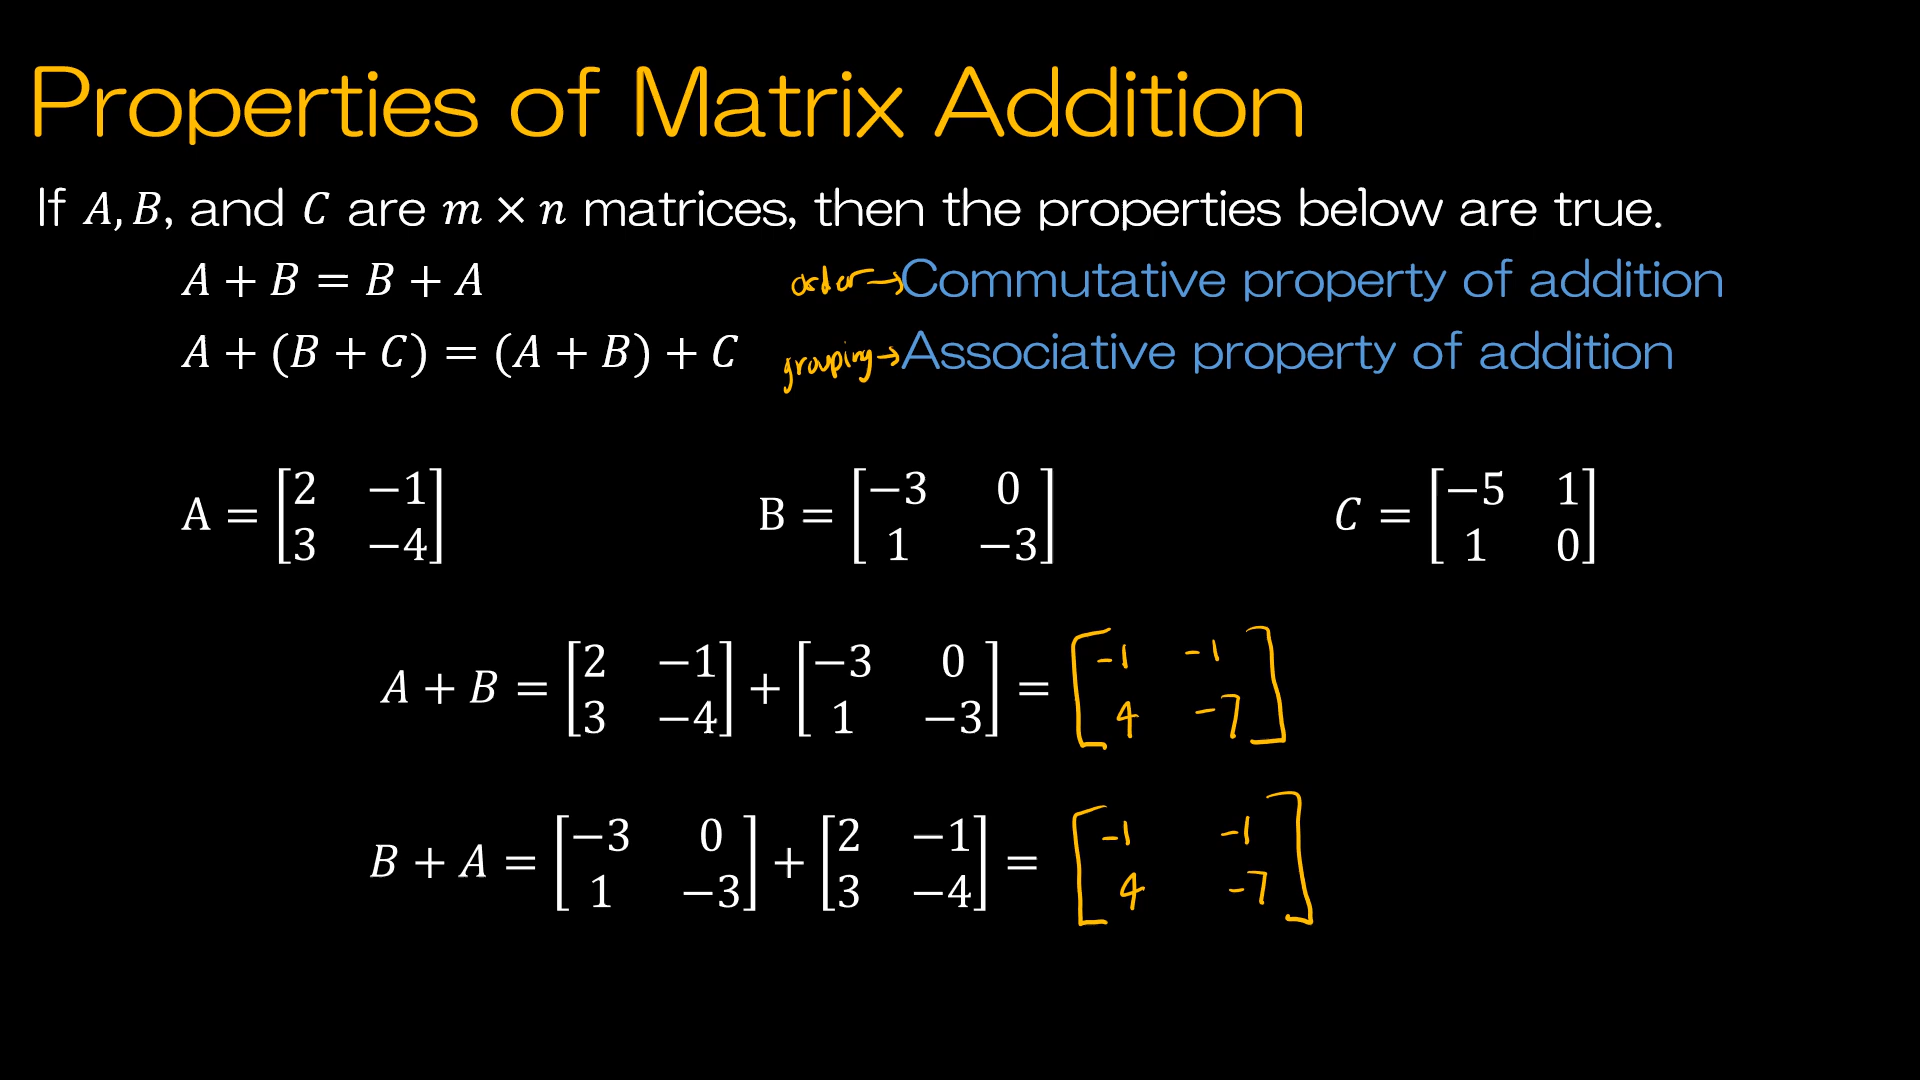 Properties of Matrix Addition
If A, B, and C are m × n matrices, then the properties below are true.
A + B = B + A order→Commutative property of addition
A + (B + C) = (A + B) + C grouping→Associative property of addition
A = [2 −1 B = [−3 0 C = [−5 1
3 −4] 1 −3] 1 0]
A + B = [2 −1 + [−3 0 = [-1 -1
3 −4] 1 −3] 4 -7]
B + A = [−3 0 + [2 −1 = [-1 -1
1 −3] 3 −4] 4 -7]